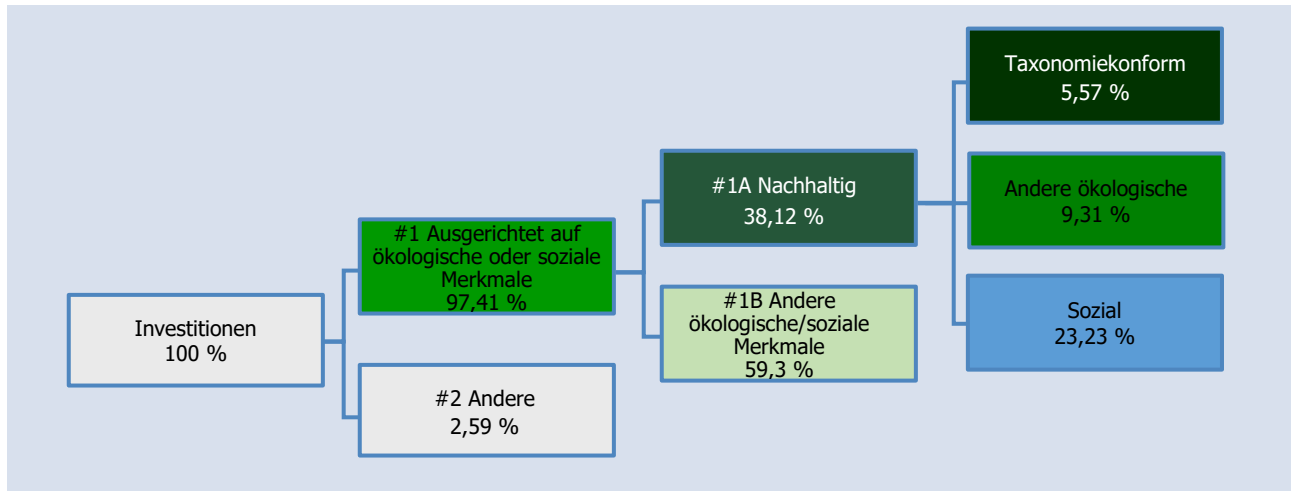 Investitionen
100 %
#1 Ausgerichtet auf
ökologische oder soziale
Merkmale
97,41 %
#2 Andere
2,59 %
#1A Nachhaltig
38,12 %
#1B Andere
ökologische/soziale
Merkmale
59,3 %
Taxonomiekonform
5,57 %
Andere ökologische
9,31 %
Sozial
23,23 %